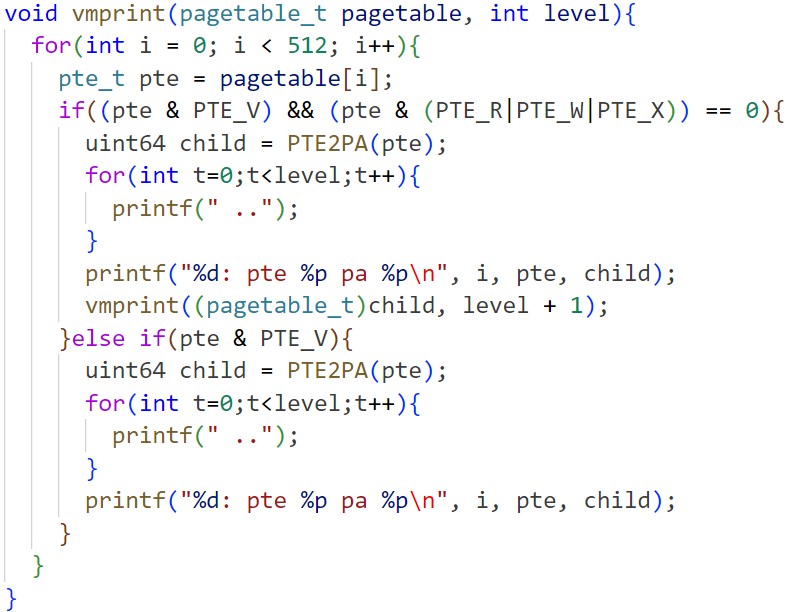 void vmprint(pagetable_t pagetable, int level){
  for(int i = 0; i < 512; i++){
    pte_t pte = pagetable[i];
    if((pte & PTE_V) && (pte & (PTE_R|PTE_W|PTE_X)) == 0){
      uint64 child = PTE2PA(pte);
      for(int t=0;t<level;t++){
        printf(" ..");
      }
      printf("%d: pte %p pa %p\n", i, pte, child);
      vmprint((pagetable_t)child, level + 1);
    }else if(pte & PTE_V){
      uint64 child = PTE2PA(pte);
      for(int t=0;t<level;t++){
        printf(" ..");
      }
      printf("%d: pte %p pa %p\n", i, pte, child);
    }
  }
}